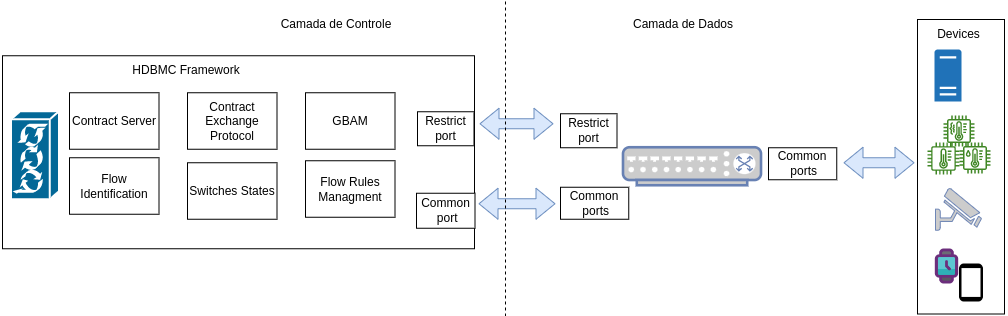 Camada de Controle
Camada de Dados
Devices
HDBMC Framework
Contract Server
Contract
Exchange
Protocol
GBAM
Restrict
port
Restrict
port
Flow
Identification
Switches States
Flow Rules
Managment
Common
port
Common
ports
Common
ports